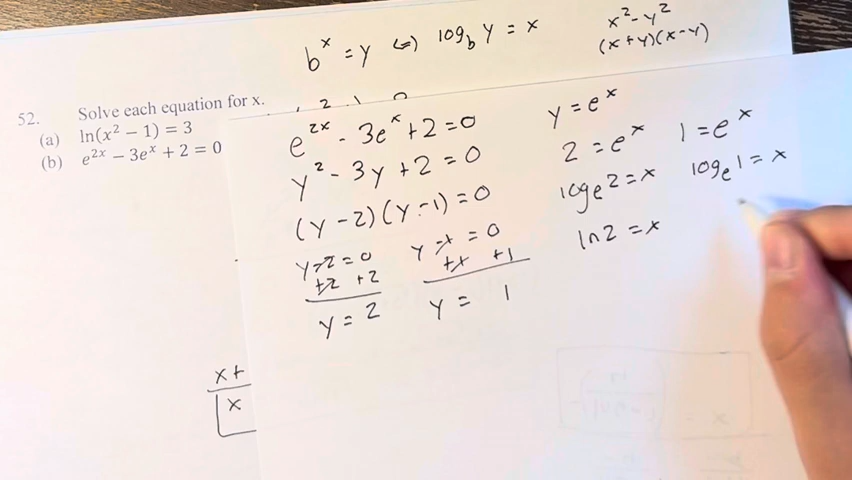 b^x = y ⇔ log_b y = x
x² - y²
(x+y)(x-y)
52. Solve each equation for x.
(a) ln(x² − 1) = 3
(b) e^{2x} − 3e^x + 2 = 0
e^{2x} - 3e^x + 2 = 0
y² - 3y + 2 = 0
(y - 2)(y - 1) = 0
y - 2 = 0
+2 +2
y = 2
y - 1 = 0
+1 +1
y = 1
y = e^x
2 = e^x
log_e 2 = x
ln 2 = x
1 = e^x
log_e 1 = x
x+
x